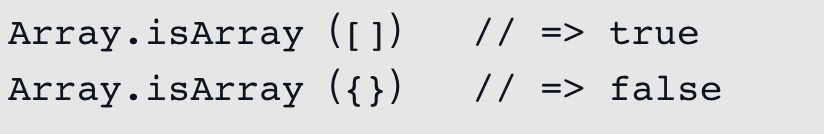 Array.isArray ([])   // => true
Array.isArray ({})   // => false